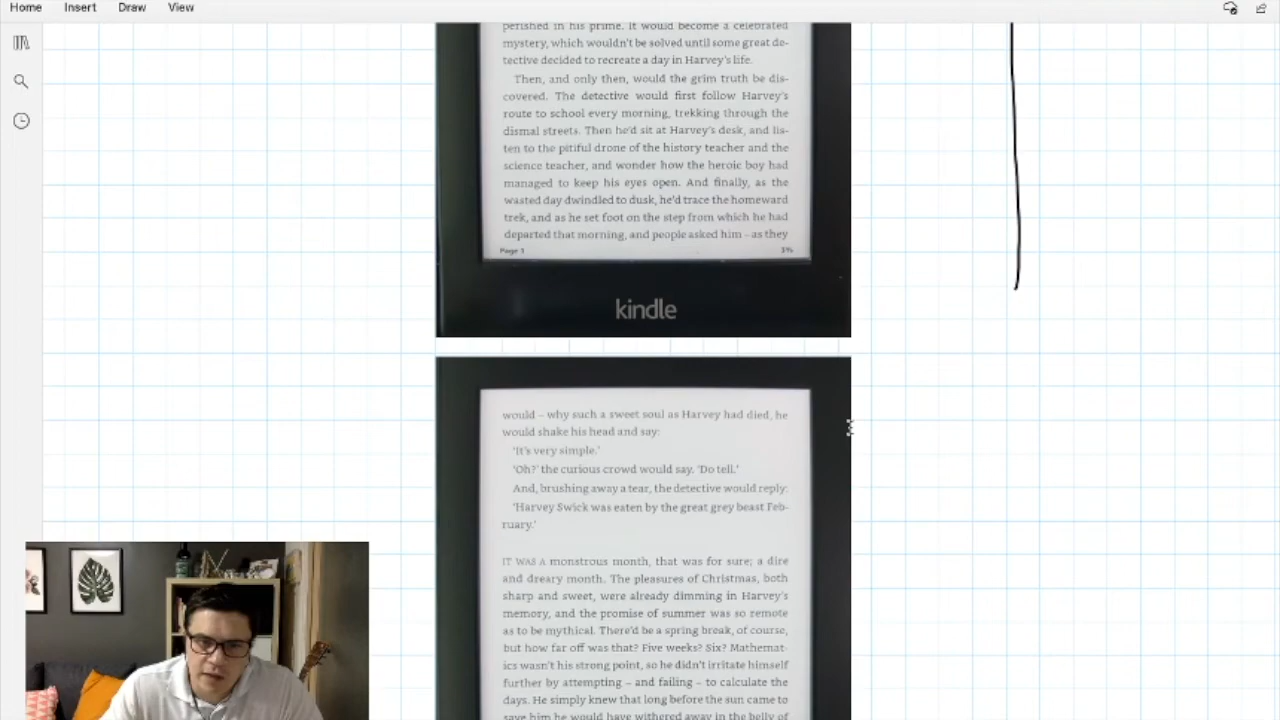 Home Insert Draw View
perished in his prime. It would become a celebrated
mystery, which wouldn't be solved until some great de-
tective decided to recreate a day in Harvey's life.
Then, and only then, would the grim truth be dis-
covered. The detective would first follow Harvey's
route to school every morning, trekking through the
dismal streets. Then he'd sit at Harvey's desk, and lis-
ten to the pitiful drone of the history teacher and the
science teacher, and wonder how the heroic boy had
managed to keep his eyes open. And finally, as the
wasted day dwindled to dusk, he'd trace the homeward
trek, and as he set foot on the step from which he had
departed that morning, and people asked him – as they
Page 1
kindle
would – why such a sweet soul as Harvey had died, he
would shake his head and say:
'It's very simple.'
'Oh?' the curious crowd would say. 'Do tell.'
And, brushing away a tear, the detective would reply:
'Harvey Swick was eaten by the great grey beast Feb-
ruary.'
IT WAS A monstrous month, that was for sure; a dire
and dreary month. The pleasures of Christmas, both
sharp and sweet, were already dimming in Harvey's
memory, and the promise of summer was so remote
as to be mythical. There'd be a spring break, of course,
but how far off was that? Five weeks? Six? Mathemat-
ics wasn't his strong point, so he didn't irritate himself
further by attempting – and failing – to calculate the
days. He simply knew that long before the sun came to
save him he would have withered away in the belly of